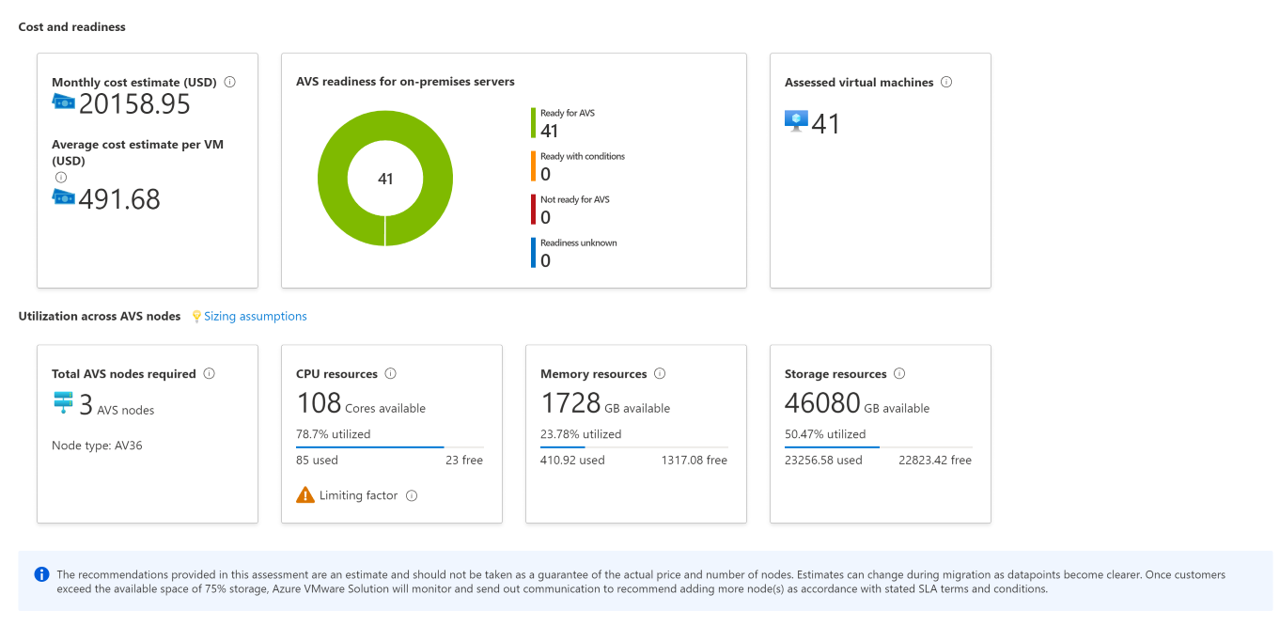 Cost and readiness
Monthly cost estimate (USD)
20158.95
Average cost estimate per VM
(USD)
491.68
AVS readiness for on-premises servers
41
Ready for AVS
41
Ready with conditions
0
Not ready for AVS
0
Readiness unknown
0
Assessed virtual machines
41
Utilization across AVS nodes Sizing assumptions
Total AVS nodes required
3 AVS nodes
Node type: AV36
CPU resources
108 Cores available
78.7% utilized
85 used 23 free
Limiting factor
Memory resources
1728 GB available
23.78% utilized
410.92 used 1317.08 free
Storage resources
46080 GB available
50.47% utilized
23256.58 used 22823.42 free
The recommendations provided in this assessment are an estimate and should not be taken as a guarantee of the actual price and number of nodes. Estimates can change during migration as datapoints become clearer. Once customers
exceed the available space of 75% storage, Azure VMware Solution will monitor and send out communication to recommend adding more node(s) as accordance with stated SLA terms and conditions.